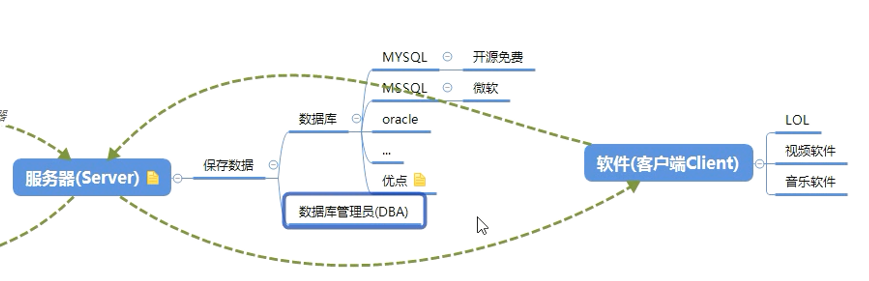 MYSQL
开源免费
MSSQL
微软
数据库
oracle
...
优点
保存数据
数据库管理员(DBA)
器
服务器(Server)
软件(客户端Client)
LOL
视频软件
音乐软件